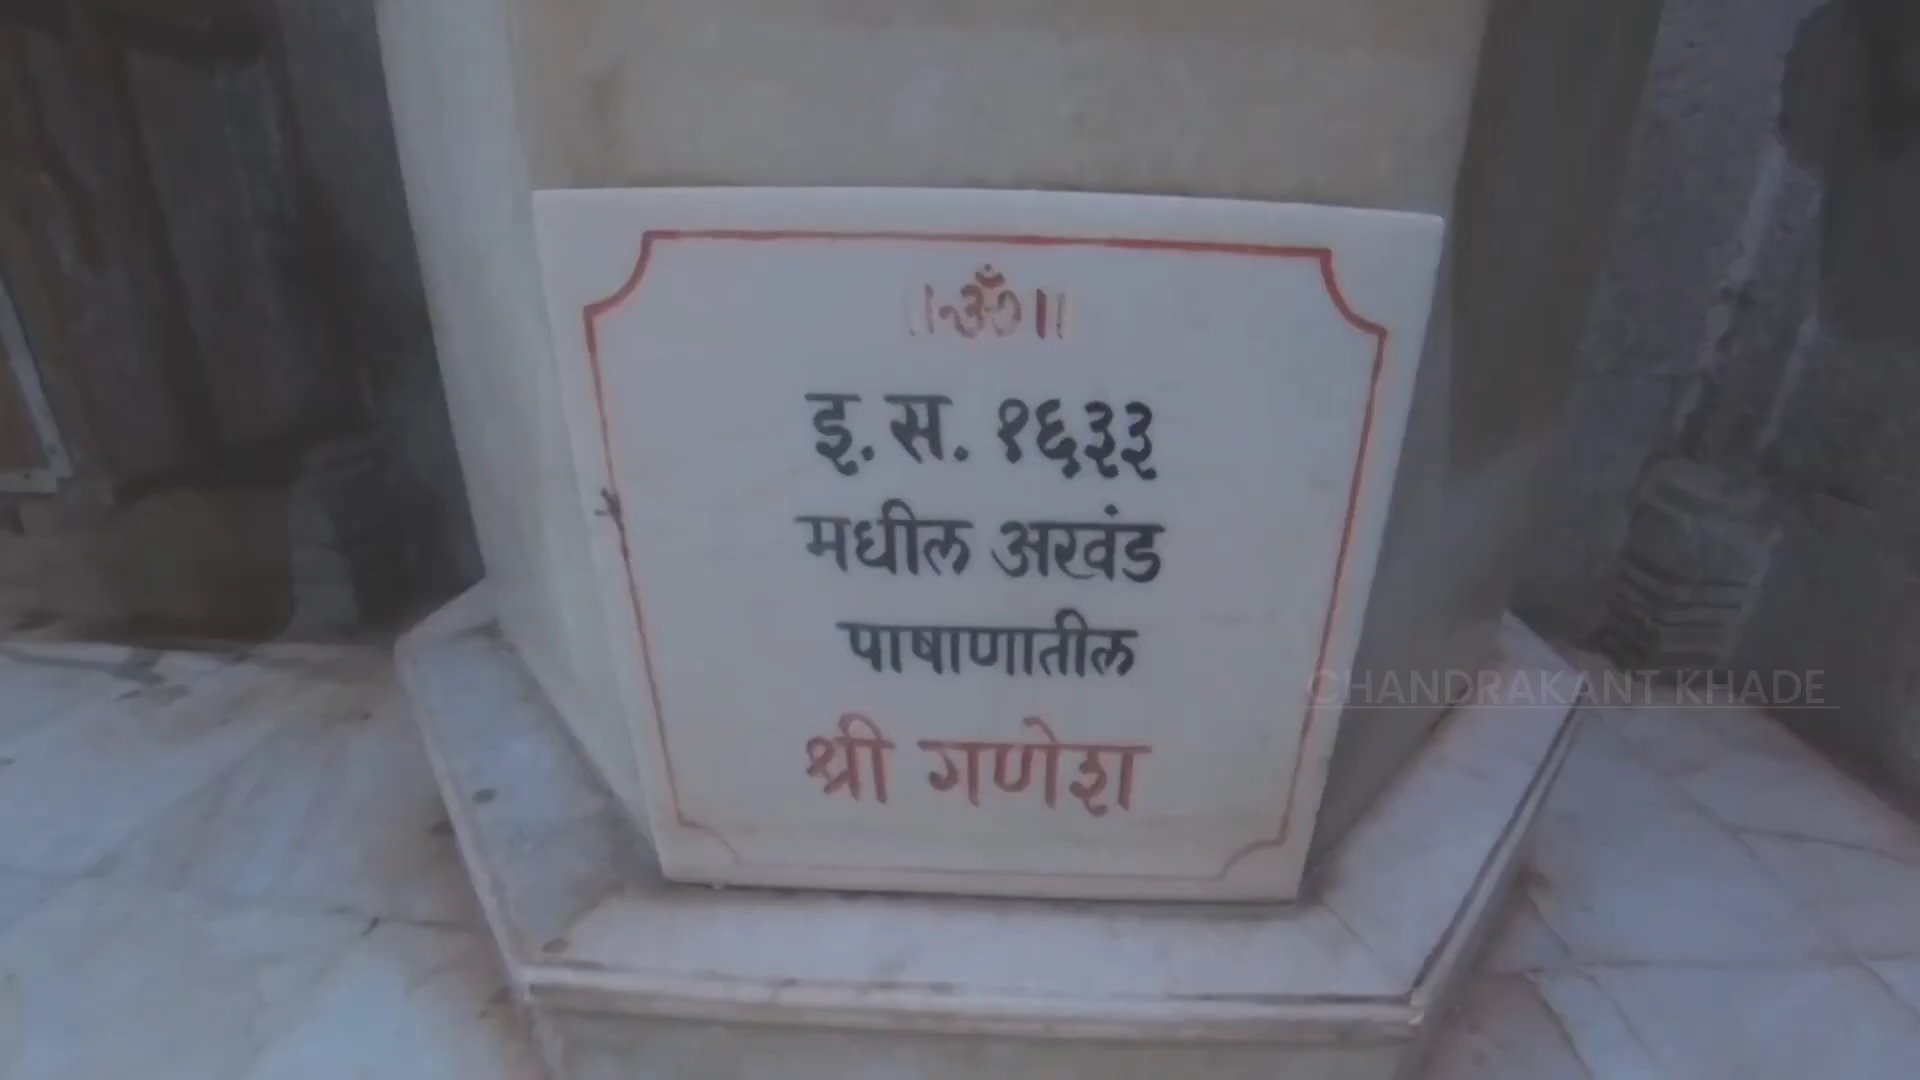 ||ॐ||
इ. स. १६३३
मधील अखंड
पाषाणातील
श्री गणेश
CHANDRAKANT KHADE